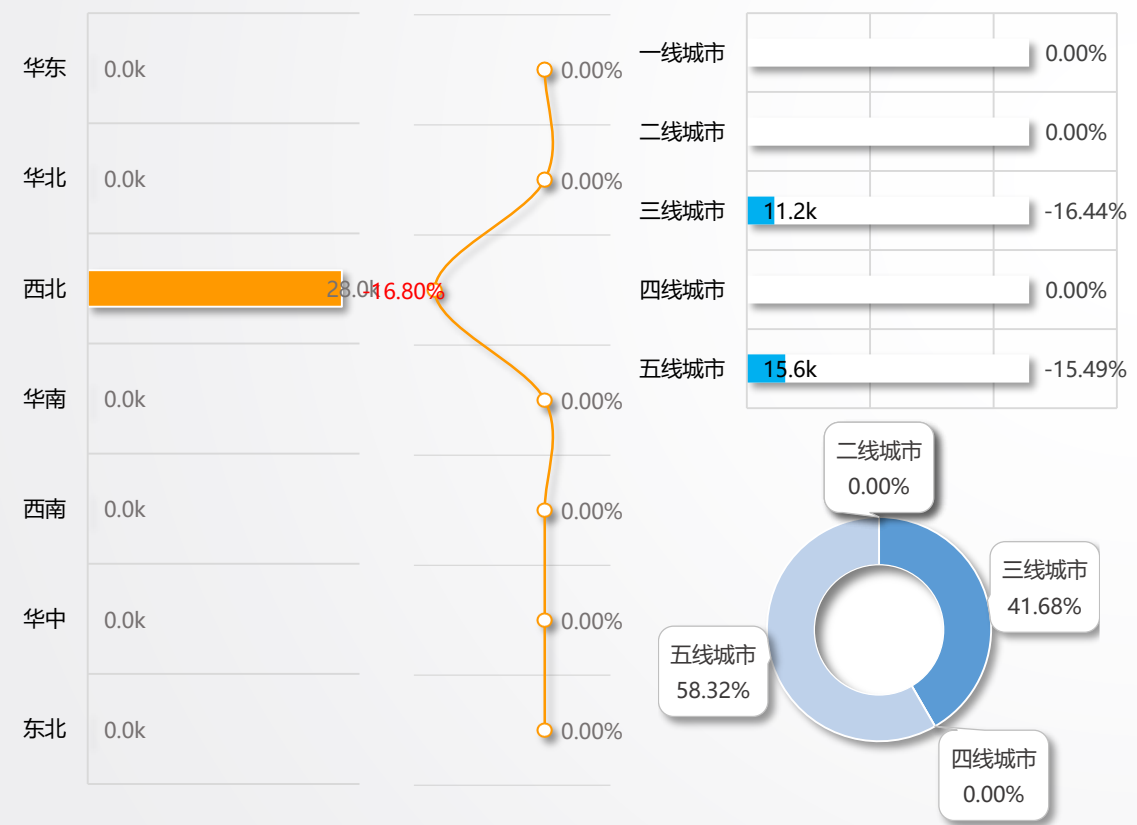 华东 0.0k 0.00%
华北 0.0k 0.00%
西北 28.0k -16.80%
华南 0.0k 0.00%
西南 0.0k 0.00%
华中 0.0k 0.00%
东北 0.0k 0.00%
一线城市 0.00%
二线城市 0.00%
三线城市 11.2k -16.44%
四线城市 0.00%
五线城市 15.6k -15.49%
二线城市
0.00%
三线城市
41.68%
五线城市
58.32%
四线城市
0.00%